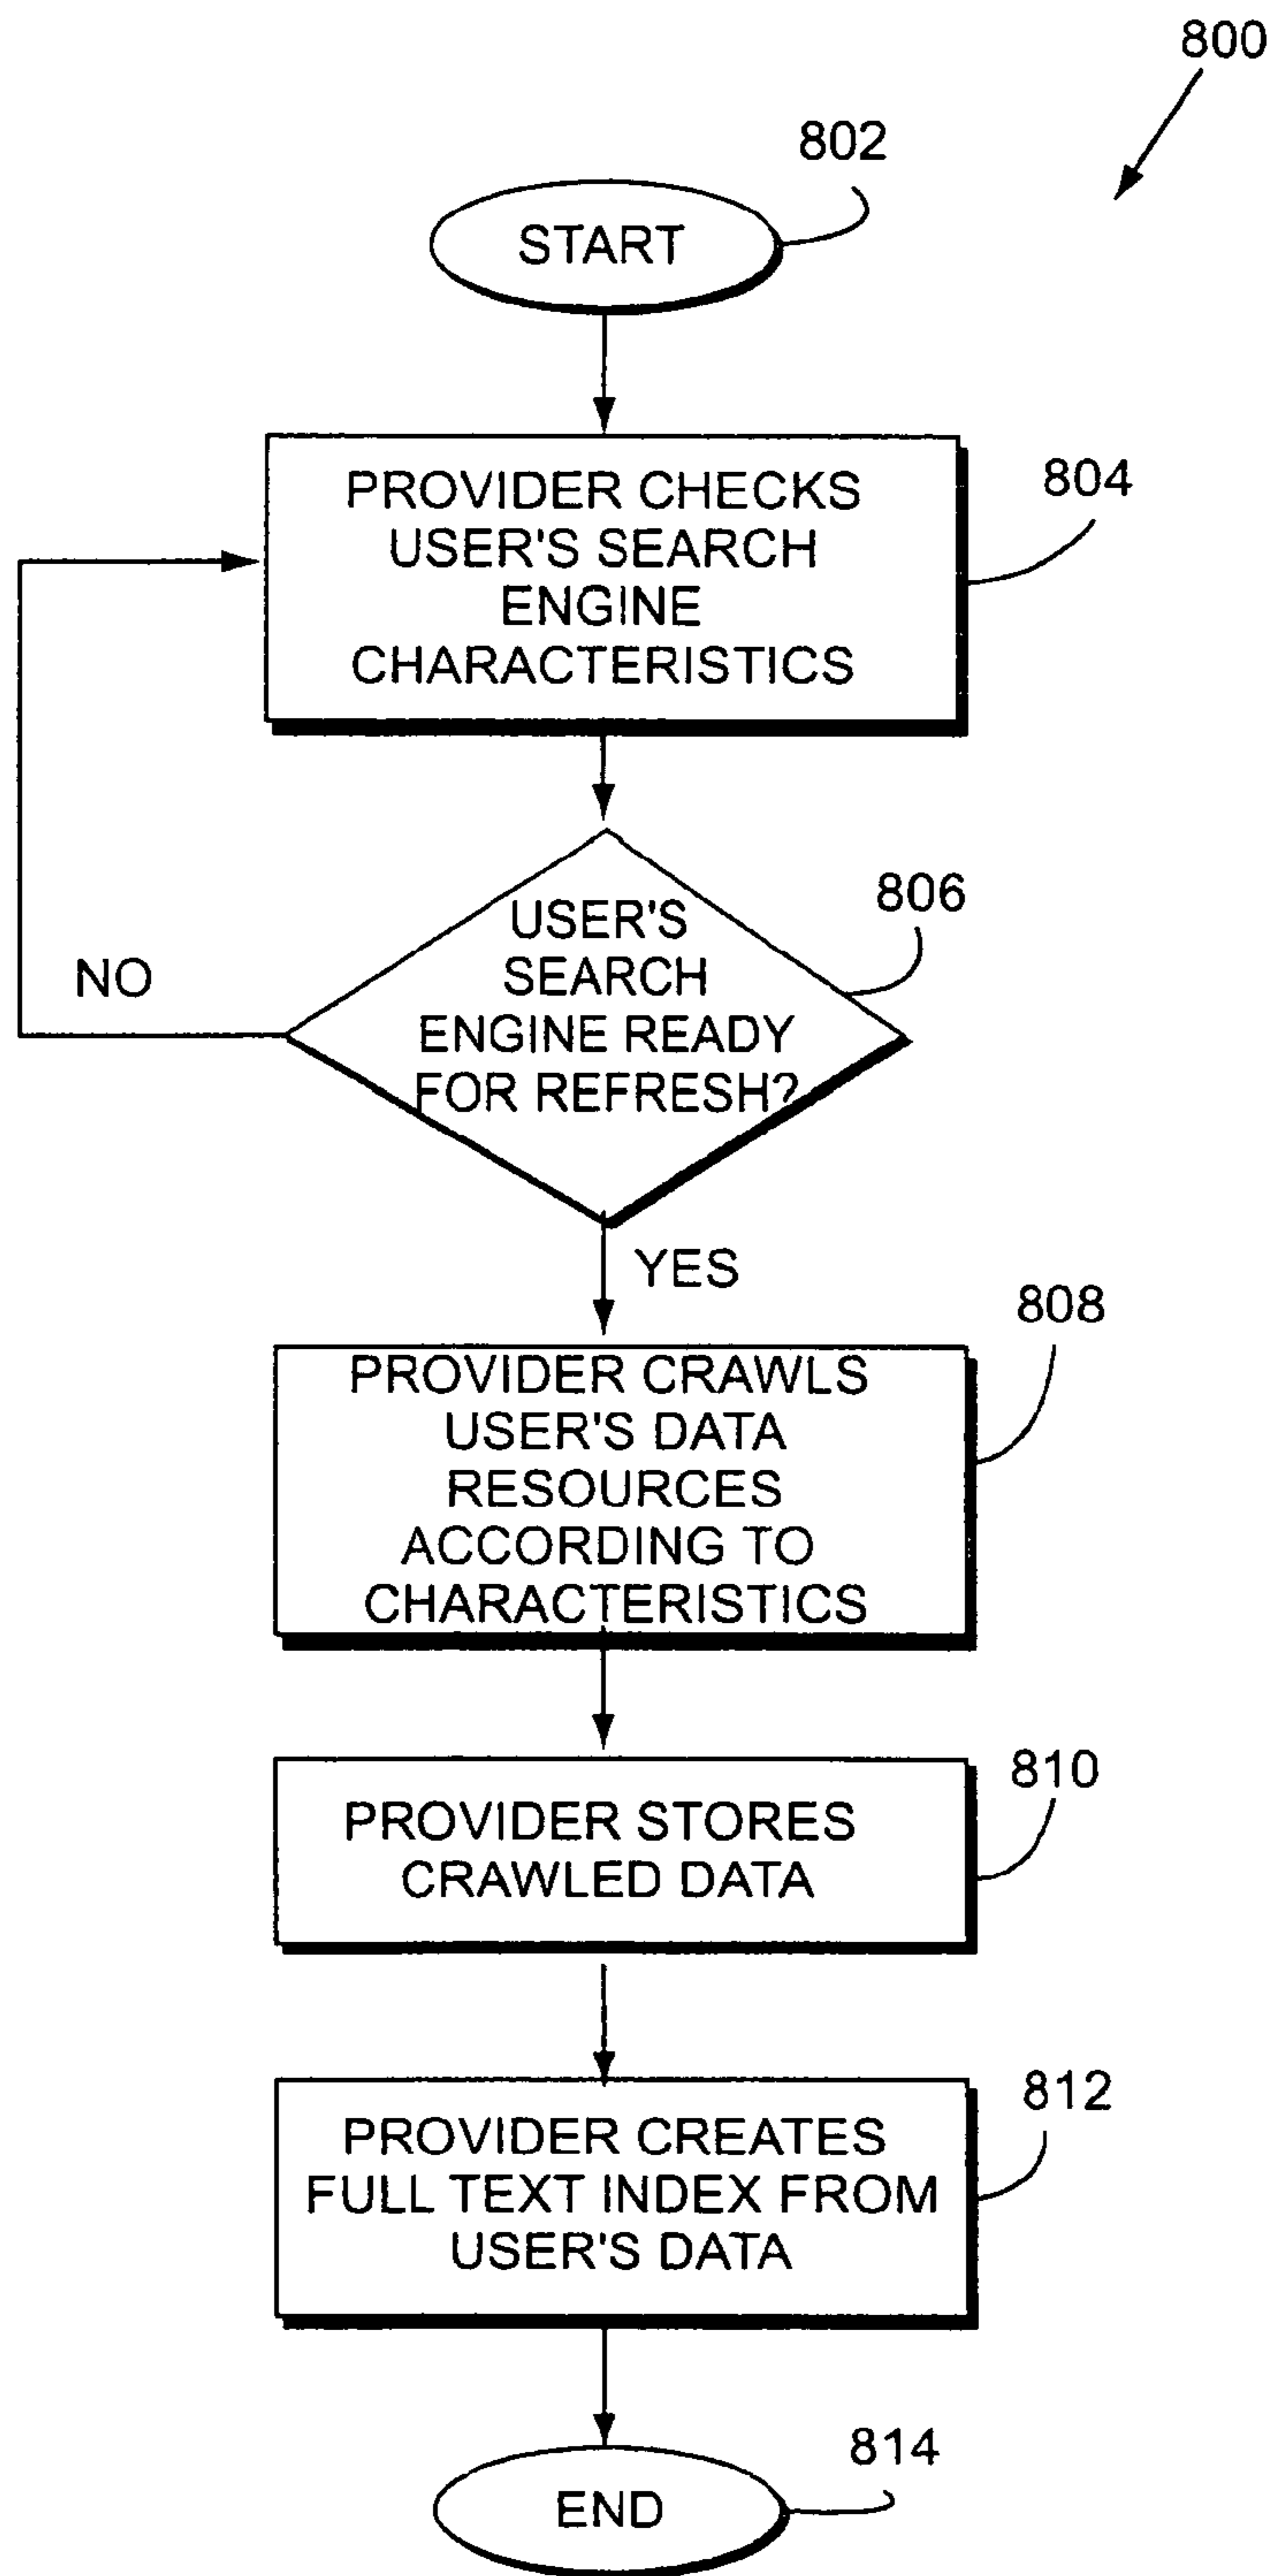 800
802
START
804
PROVIDER CHECKS
USER'S SEARCH
ENGINE
CHARACTERISTICS
806
USER'S
SEARCH
ENGINE READY
FOR REFRESH?
NO
YES
808
PROVIDER CRAWLS
USER'S DATA
RESOURCES
ACCORDING TO
CHARACTERISTICS
810
PROVIDER STORES
CRAWLED DATA
812
PROVIDER CREATES
FULL TEXT INDEX FROM
USER'S DATA
814
END